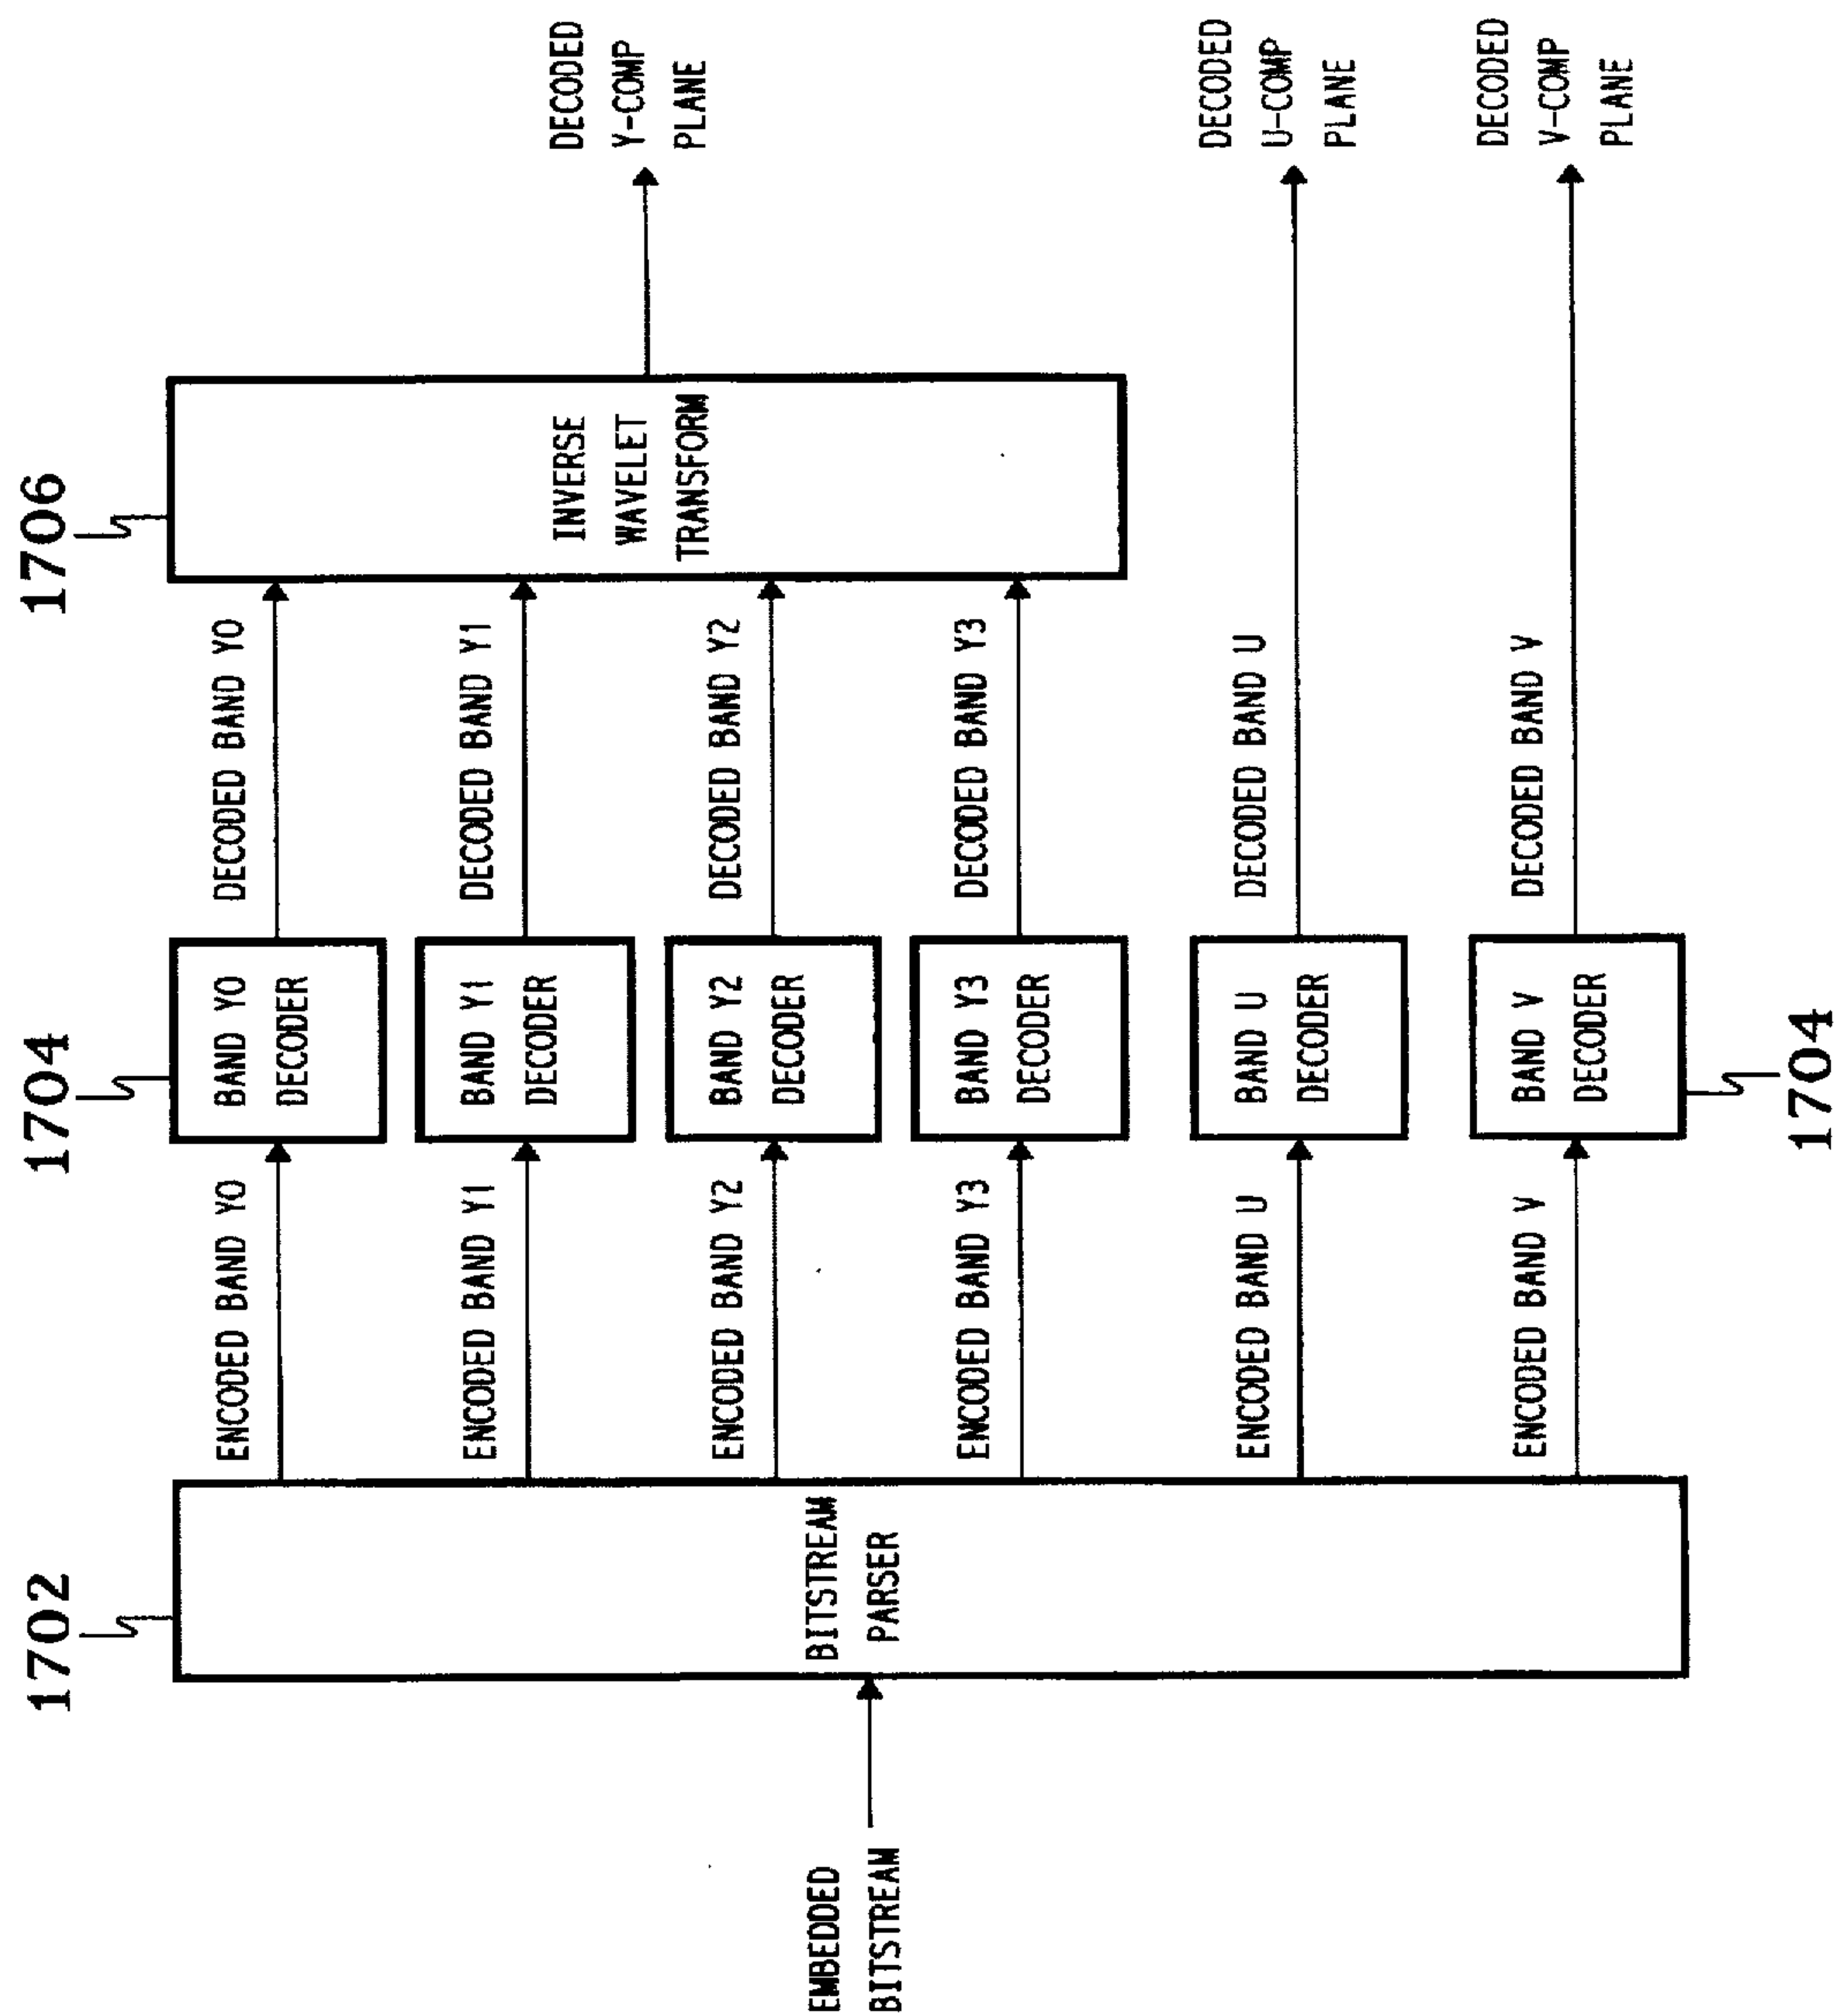 1702
1704
1706
EMBEDDED
BITSTREAM
BITSTREAM
PARSER
ENCODED BAND Y0
BAND Y0
DECODER
DECODED BAND Y0
ENCODED BAND Y1
BAND Y1
DECODER
DECODED BAND Y1
ENCODED BAND Y2
BAND Y2
DECODER
DECODED BAND Y2
ENCODED BAND Y3
BAND Y3
DECODER
DECODED BAND Y3
INVERSE
WAVELET
TRANSFORM
DECODED
Y-COMP
PLANE
ENCODED BAND U
BAND U
DECODER
DECODED BAND U
DECODED
U-COMP
PLANE
ENCODED BAND V
BAND V
DECODER
DECODED BAND V
DECODED
V-COMP
PLANE
1704